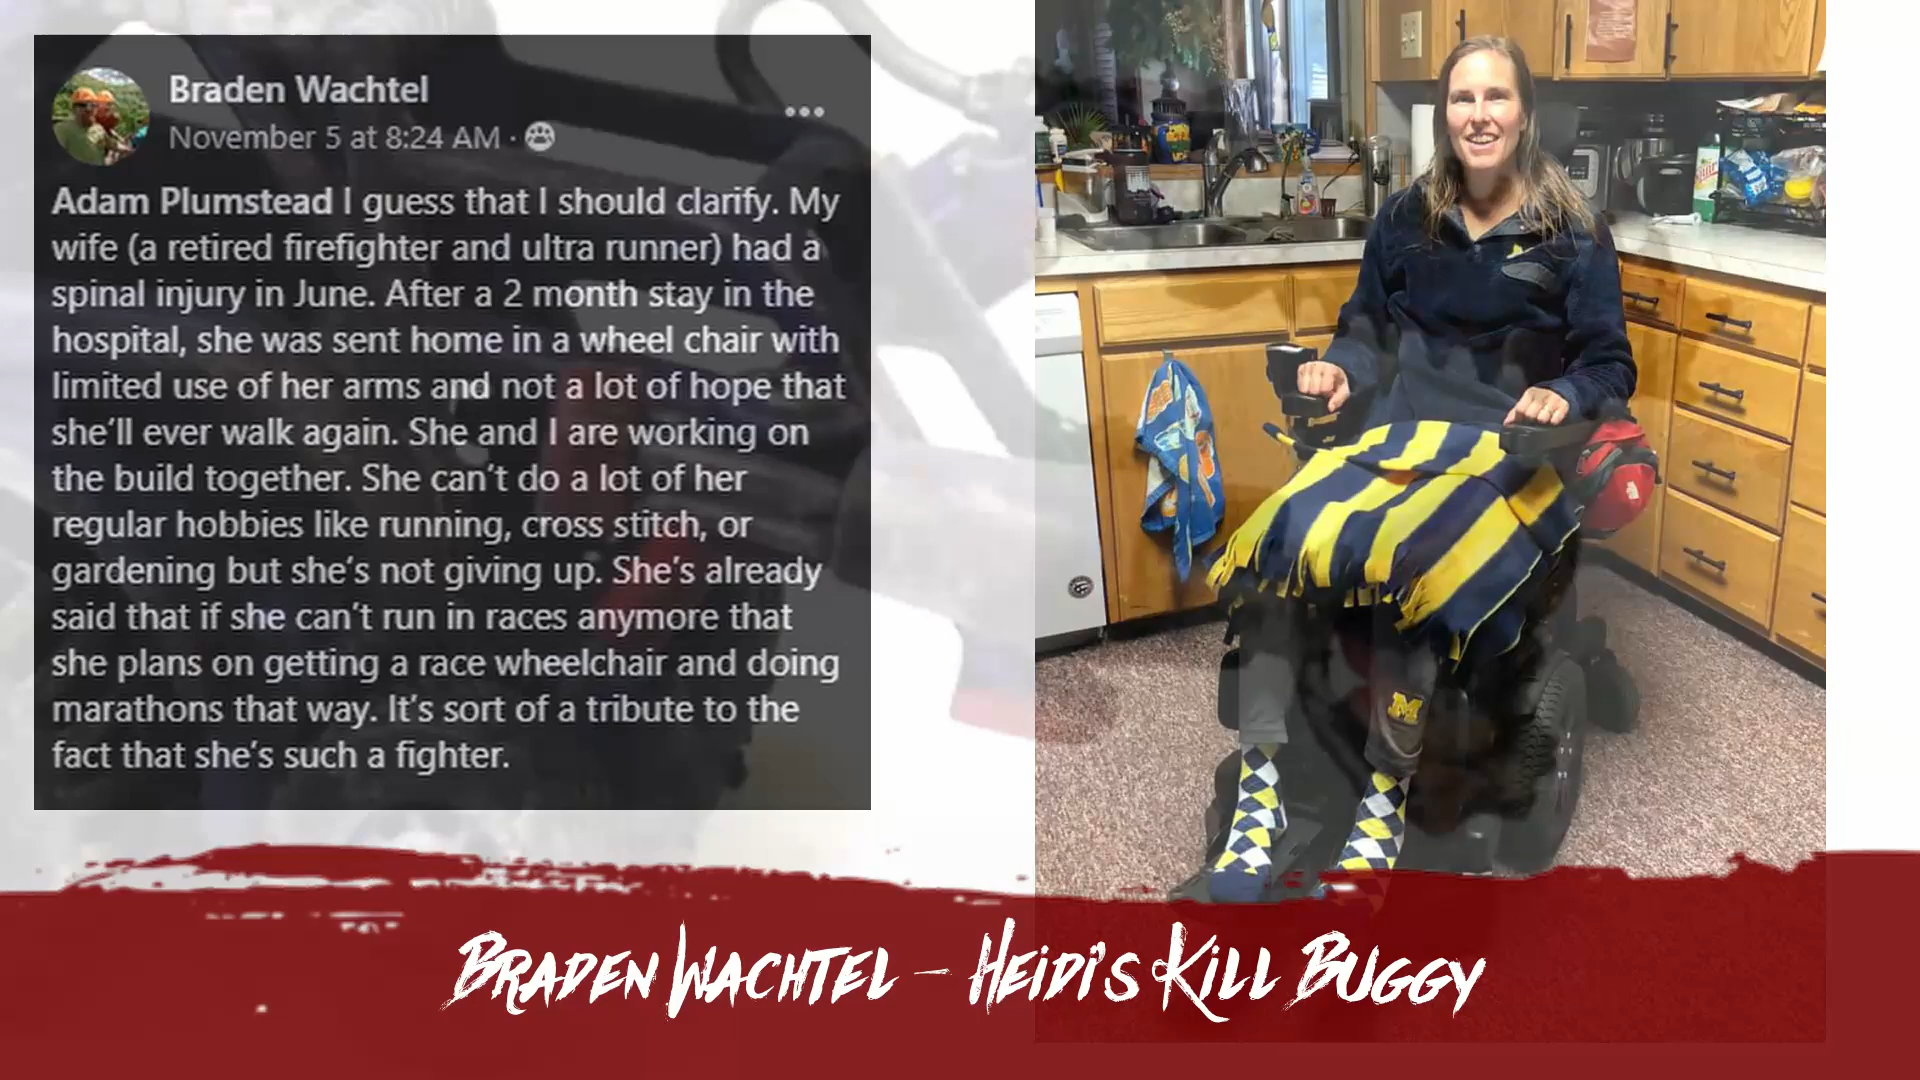 Braden Wachtel
November 5 at 8:24 AM ·
Adam Plumstead I guess that I should clarify. My
wife (a retired firefighter and ultra runner) had a
spinal injury in June. After a 2 month stay in the
hospital, she was sent home in a wheel chair with
limited use of her arms and not a lot of hope that
she’ll ever walk again. She and I are working on
the build together. She can’t do a lot of her
regular hobbies like running, cross stitch, or
gardening but she’s not giving up. She’s already
said that if she can’t run in races anymore that
she plans on getting a race wheelchair and doing
marathons that way. It’s sort of a tribute to the
fact that she’s such a fighter.
M
Braden Wachtel – Heidi's Kill Buggy